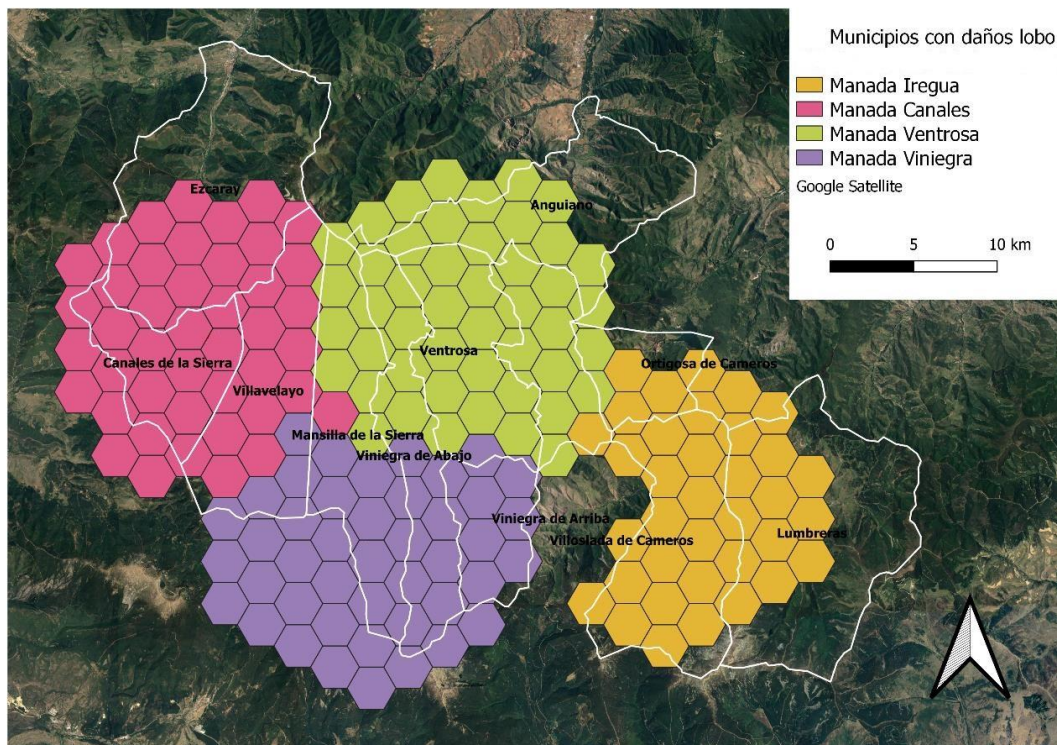 Municipios con daños lobo
Manada Iregua
Manada Canales
Manada Ventrosa
Manada Viniegra
Google Satellite
0 5 10 km
Ezcaray
Anguiano
Ventrosa
Canales de la Sierra
Ortigosa de Cameros
Villavelayo
Mansilla de la Sierra
Viniegra de Abajo
Viniegra de Arriba
Villoslada de Cameros
Lumbreras